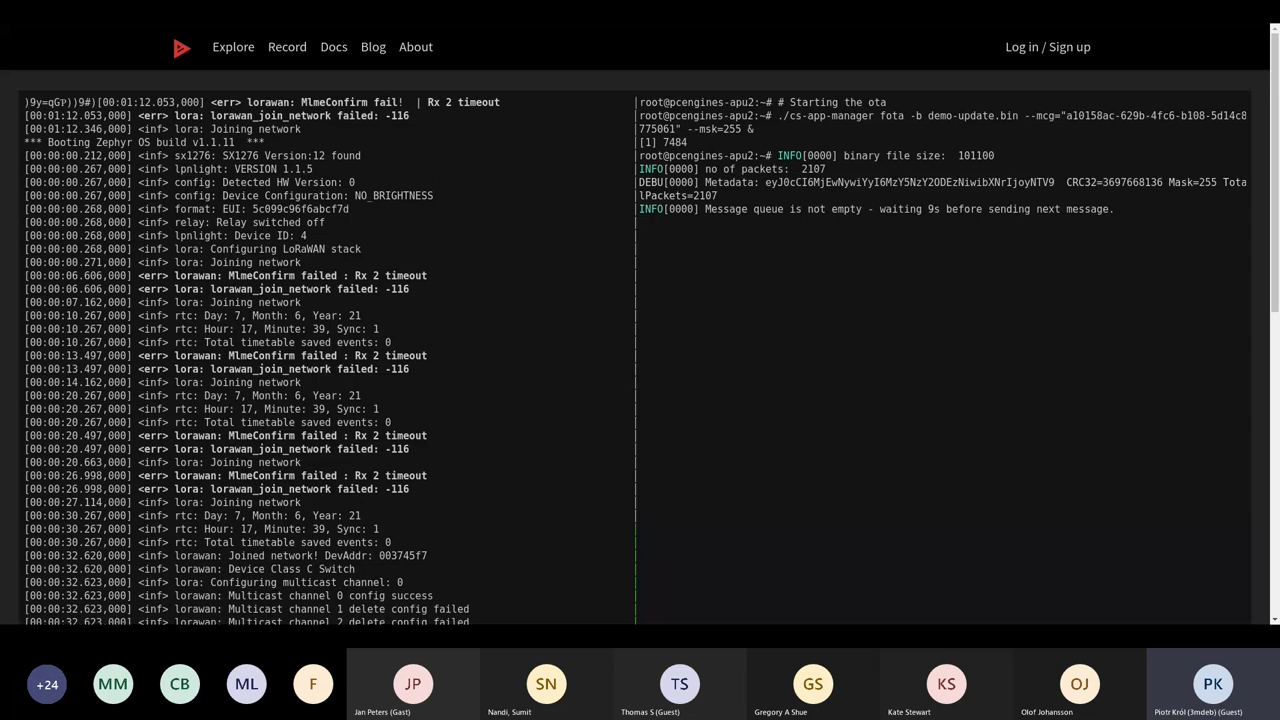 Explore Record Docs Blog About Log in / Sign up
)9y=qGP))9#)[00:01:12.053,000] <err> lorawan: MlmeConfirm fail! | Rx 2 timeout
[00:01:12.053,000] <err> lora: lorawan_join_network failed: -116
[00:01:12.346,000] <inf> lora: Joining network
*** Booting Zephyr OS build v1.1.11 ***
[00:00:00.212,000] <inf> sx1276: SX1276 Version:12 found
[00:00:00.267,000] <inf> lpnlight: VERSION 1.1.5
[00:00:00.267,000] <inf> config: Detected HW Version: 0
[00:00:00.267,000] <inf> config: Device Configuration: NO_BRIGHTNESS
[00:00:00.268,000] <inf> format: EUI: 5c099c96f6abcf7d
[00:00:00.268,000] <inf> relay: Relay switched off
[00:00:00.268,000] <inf> lpnlight: Device ID: 4
[00:00:00.268,000] <inf> lora: Configuring LoRaWAN stack
[00:00:00.271,000] <inf> lora: Joining network
[00:00:06.606,000] <err> lorawan: MlmeConfirm failed : Rx 2 timeout
[00:00:06.606,000] <err> lora: lorawan_join_network failed: -116
[00:00:07.162,000] <inf> lora: Joining network
[00:00:10.267,000] <inf> rtc: Day: 7, Month: 6, Year: 21
[00:00:10.267,000] <inf> rtc: Hour: 17, Minute: 39, Sync: 1
[00:00:10.267,000] <inf> rtc: Total timetable saved events: 0
[00:00:13.497,000] <err> lorawan: MlmeConfirm failed : Rx 2 timeout
[00:00:13.497,000] <err> lora: lorawan_join_network failed: -116
[00:00:14.162,000] <inf> lora: Joining network
[00:00:20.267,000] <inf> rtc: Day: 7, Month: 6, Year: 21
[00:00:20.267,000] <inf> rtc: Hour: 17, Minute: 39, Sync: 1
[00:00:20.267,000] <inf> rtc: Total timetable saved events: 0
[00:00:20.497,000] <err> lorawan: MlmeConfirm failed : Rx 2 timeout
[00:00:20.497,000] <err> lora: lorawan_join_network failed: -116
[00:00:20.663,000] <inf> lora: Joining network
[00:00:26.998,000] <err> lorawan: MlmeConfirm failed : Rx 2 timeout
[00:00:26.998,000] <err> lora: lorawan_join_network failed: -116
[00:00:27.114,000] <inf> lora: Joining network
[00:00:30.267,000] <inf> rtc: Day: 7, Month: 6, Year: 21
[00:00:30.267,000] <inf> rtc: Hour: 17, Minute: 39, Sync: 1
[00:00:30.267,000] <inf> rtc: Total timetable saved events: 0
[00:00:32.620,000] <inf> lorawan: Joined network! DevAddr: 003745f7
[00:00:32.620,000] <inf> lorawan: Device Class C Switch
[00:00:32.623,000] <inf> lora: Configuring multicast channel: 0
[00:00:32.623,000] <inf> lorawan: Multicast channel 0 config success
[00:00:32.623,000] <inf> lorawan: Multicast channel 1 delete config failed
[00:00:32.623,000] <inf> lorawan: Multicast channel 2 delete config failed
root@pcengines-apu2:~# # Starting the ota
root@pcengines-apu2:~# ./cs-app-manager fota -b demo-update.bin --mcg="a10158ac-629b-4fc6-b108-5d14c8
775061" --msk=255 &
[1] 7484
root@pcengines-apu2:~# INFO[0000] binary file size: 101100
INFO[0000] no of packets: 2107
DEBU[0000] Metadata: eyJ0cCI6MjEwNywiYyI6MzY5NzY2ODEzNiwibXNrIjoyNTV9 CRC32=3697668136 Mask=255 Tota
lPackets=2107
INFO[0000] Message queue is not empty - waiting 9s before sending next message.
+24 MM CB ML F JP SN TS GS KS OJ PK
Jan Peters (Gast) Nandi, Sumit Thomas S (Guest) Gregory A Shue Kate Stewart Olof Johansson Piotr Król (3mdeb) (Guest)